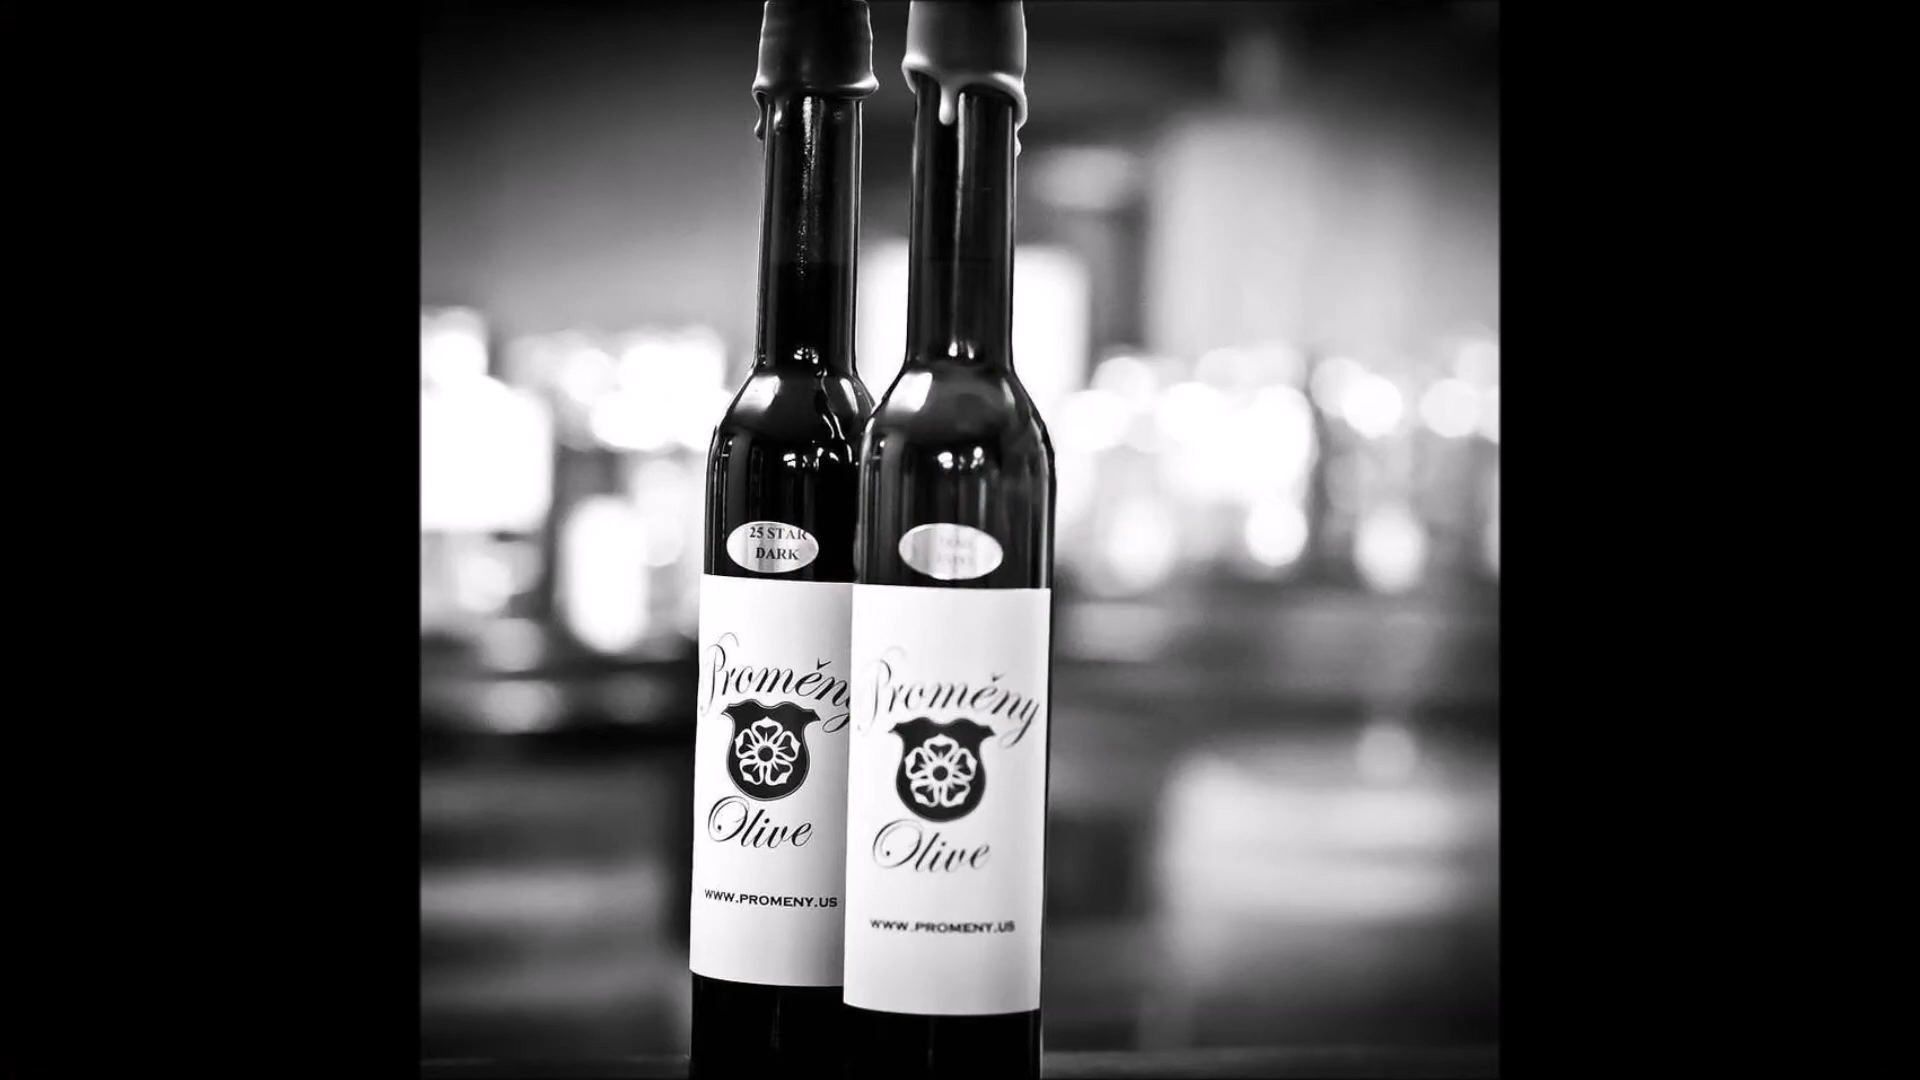 25 STAR
DARK
Proměny
Olive
WWW.PROMENY.US
Proměny
Olive
WWW.PROMENY.US